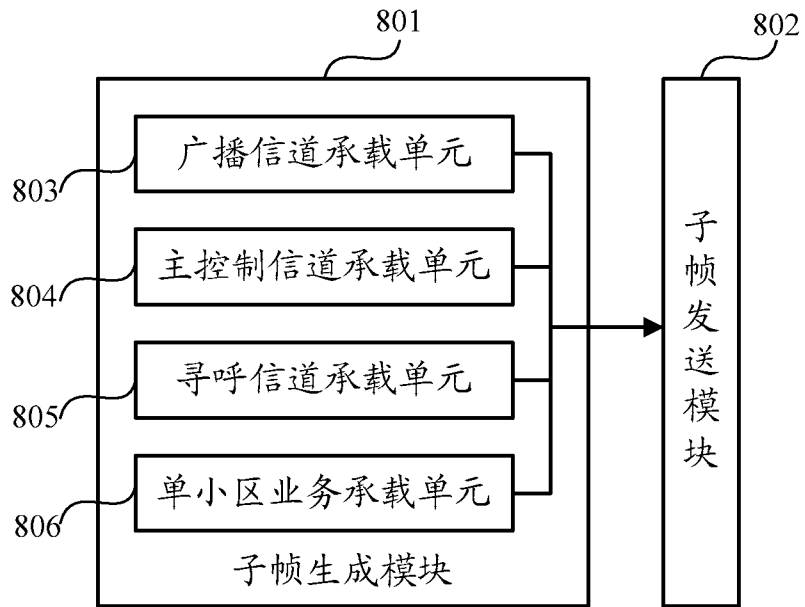 801
802
广播信道承载单元
803
主控制信道承载单元
804
寻呼信道承载单元
805
单小区业务承载单元
806
子帧生成模块
子帧发送模块